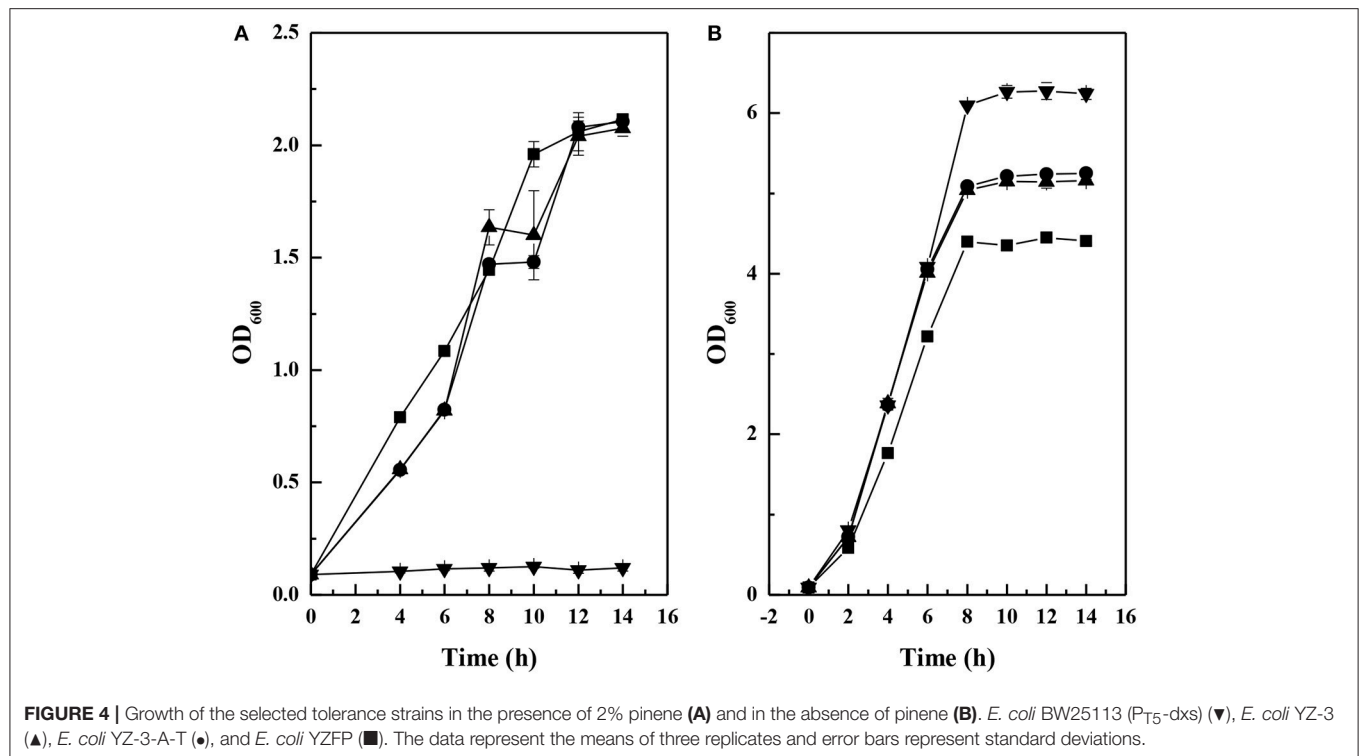 A
B
2.5
2.0
1.5
1.0
0.5
0.0
OD600
0 2 4 6 8 10 12 14 16
Time (h)
6
4
2
0
OD600
-2 0 2 4 6 8 10 12 14 16
Time (h)
FIGURE 4 | Growth of the selected tolerance strains in the presence of 2% pinene (A) and in the absence of pinene (B). E. coli BW25113 (PT5-dxs) (▼), E. coli YZ-3
(▲), E. coli YZ-3-A-T (●), and E. coli YZFP (■). The data represent the means of three replicates and error bars represent standard deviations.